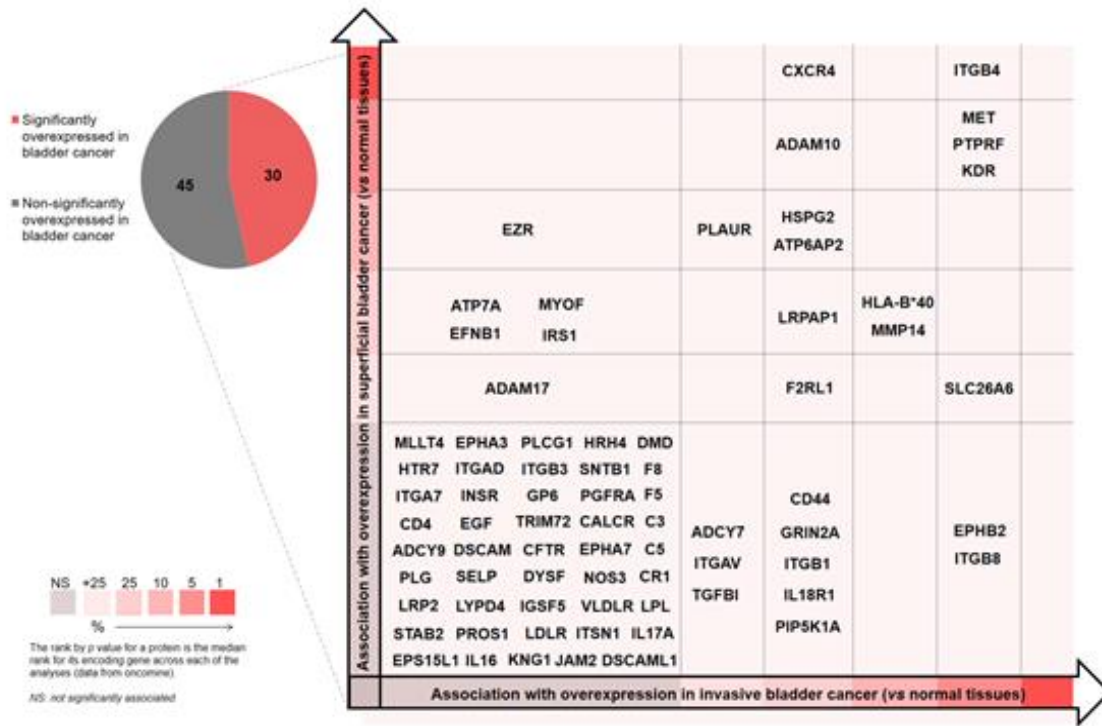 Significantly
overexpressed in
bladder cancer
Non-significantly
overexpressed in
bladder cancer
45
30
Association with overexpression in superficial bladder cancer (vs normal tissues)
CXCR4 ITGB4
ADAM10
MET
PTPRF
KDR
EZR PLAUR
HSPG2
ATP6AP2
ATP7A MYOF
EFNB1 IRS1
LRPAP1
HLA-B*40
MMP14
ADAM17 F2RL1 SLC26A6
MLLT4 EPHA3 PLCG1 HRH4 DMD
HTR7 ITGAD ITGB3 SNTB1 F8
ITGA7 INSR GP6 PGFRA F5
CD4 EGF TRIM72 CALCR C3
ADCY9 DSCAM CFTR EPHA7 C5
PLG SELP DYSF NOS3 CR1
LRP2 LYPD4 IGSF5 VLDLR LPL
STAB2 PROS1 LDLR ITSN1 IL17A
EPS15L1 IL16 KNG1 JAM2 DSCAML1
ADCY7
ITGAV
TGFBI
CD44
GRIN2A
ITGB1
IL18R1
PIP5K1A
EPHB2
ITGB8
Association with overexpression in invasive bladder cancer (vs normal tissues)
NS +25 25 10 5 1
%
The rank by p value for a protein is the median
rank for its encoding gene across each of the
analyses (data from oncomine).
NS: not significantly associated